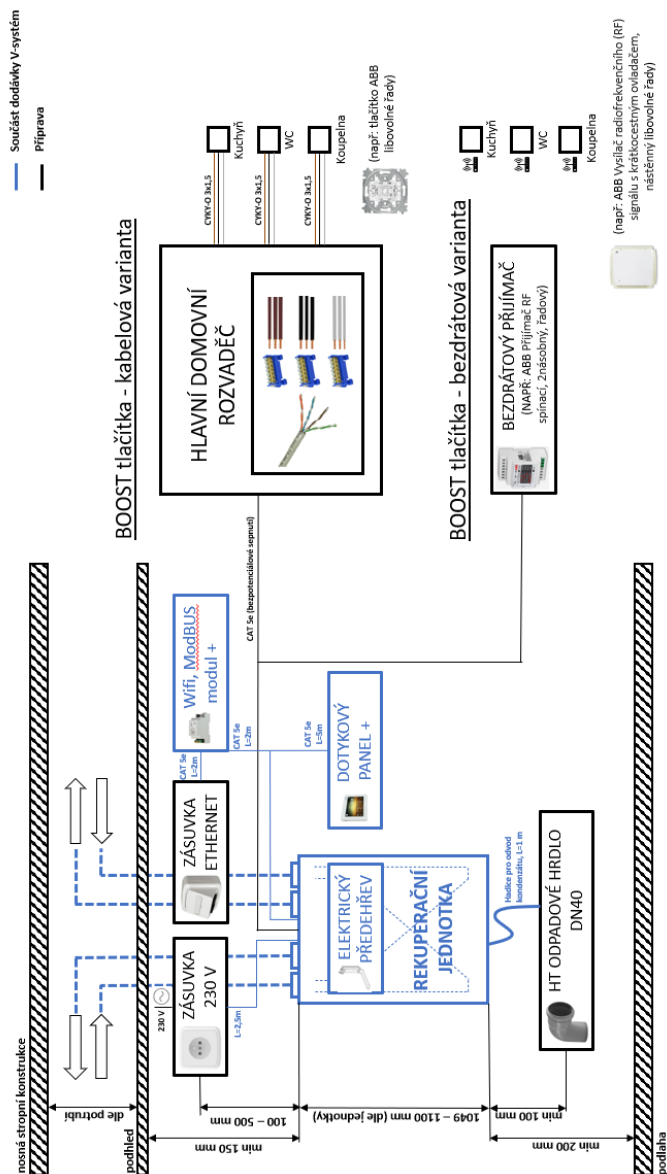 Součást dodávky V-systém
Příprava
nosná stropní konstrukce
dle potrubí
podhled
BOOST tlačítka - kabelová varianta
HLAVNÍ DOMOVNÍ
ROZVADĚČ
CYKY-O 3x1,5
CYKY-O 3x1,5
CYKY-O 3x1,5
Kuchyň
WC
Koupelna
(např: tlačítko ABB
libovolné řady)
BOOST tlačítka - bezdrátová varianta
BEZDRÁTOVÝ PŘIJÍMAČ
(NAPŘ: ABB Přijímač RF
spínací, 2násobný, řadový)
Kuchyň
WC
Koupelna
(např: ABB Vysílač radiofrekvenčního (RF)
signálu s krátkocestným ovladačem,
nástěnný libovolné řady)
230 V
ZÁSUVKA
230 V
L=2,5m
ZÁSUVKA
ETHERNET
CAT 5e
L=2m
Wifi, ModBUS
modul +
CAT 5e
L=2m
CAT 5e (bezpotenciálové sepnutí)
CAT 5e
L=5m
DOTYKOVÝ
PANEL +
ELEKTRICKÝ
PŘEDEHŘEV
REKUPERAČNÍ
JEDNOTKA
Hadice pro odvod
kondenzátu, L=1 m
HT ODPADOVÉ HRDLO
DN40
100 – 500 mm
min 150 mm
1049 – 1100 mm (dle jednotky)
min 100 mm
min 200 mm
podlaha